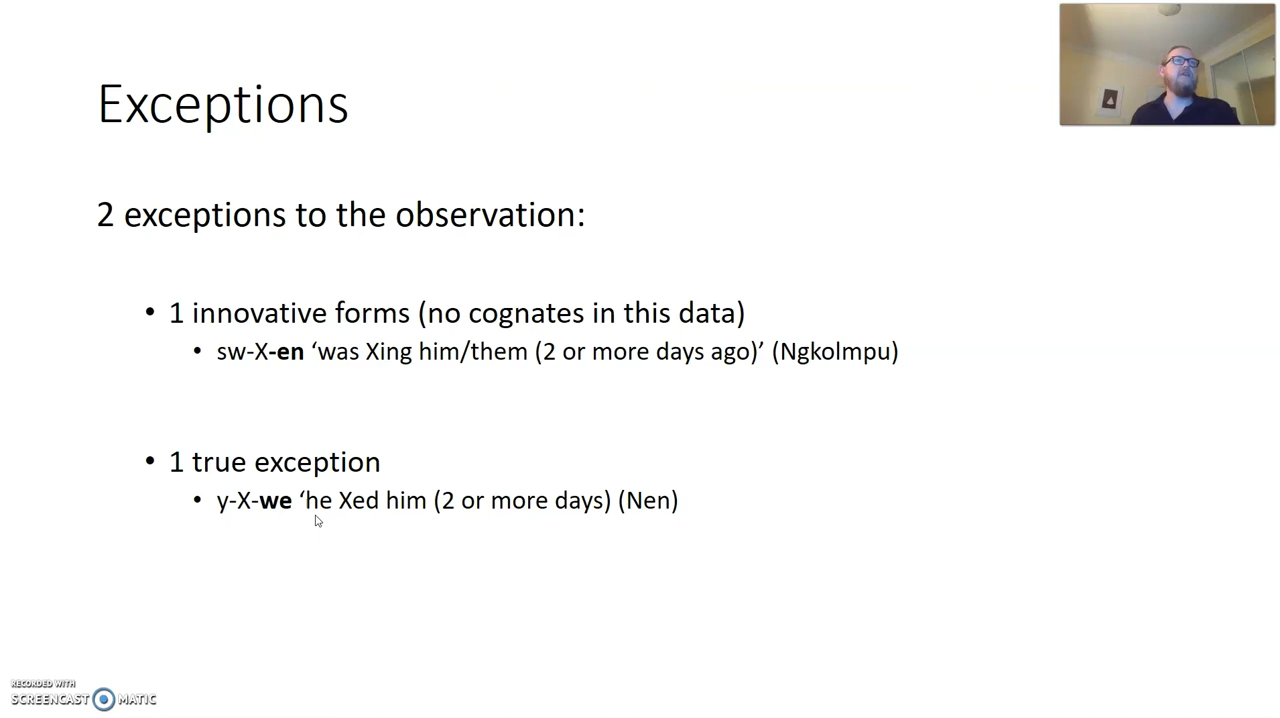 Exceptions
2 exceptions to the observation:
• 1 innovative forms (no cognates in this data)
• sw-X-en ‘was Xing him/them (2 or more days ago)’ (Ngkolmpu)
• 1 true exception
• y-X-we ‘he Xed him (2 or more days) (Nen)
RECORDED WITH
SCREENCAST MATIC